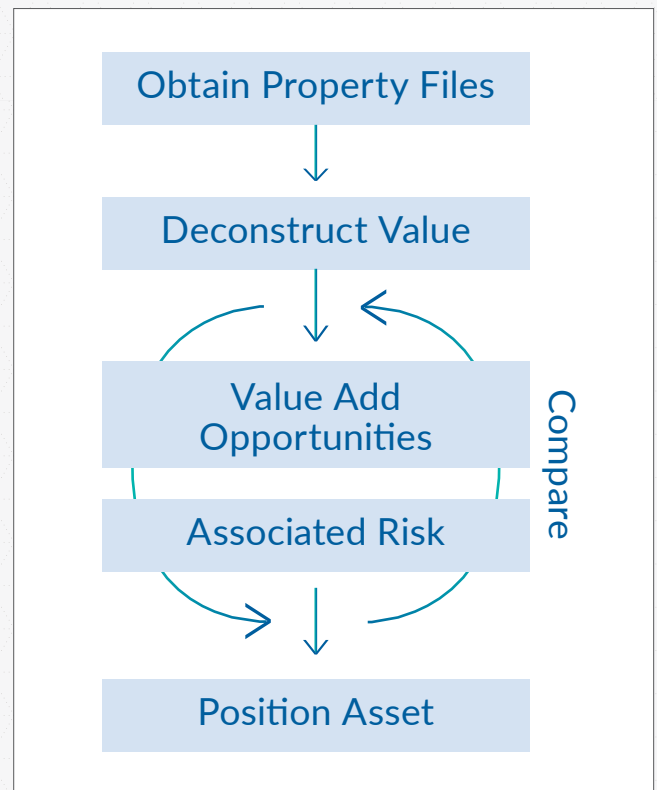 Obtain Property Files
Deconstruct Value
Value Add
Opportunities
Compare
Associated Risk
Position Asset